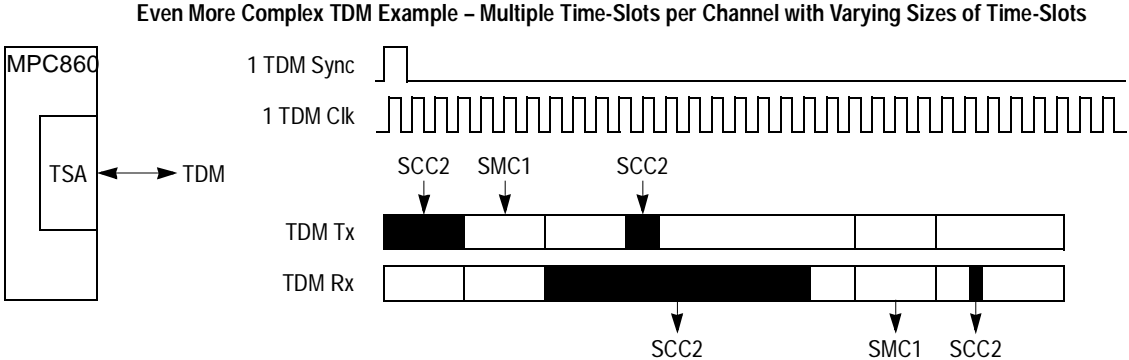 Even More Complex TDM Example – Multiple Time-Slots per Channel with Varying Sizes of Time-Slots
MPC860
1 TDM Sync
1 TDM Clk
TSA
TDM
SCC2 SMC1 SCC2
TDM Tx
TDM Rx
SCC2 SMC1 SCC2